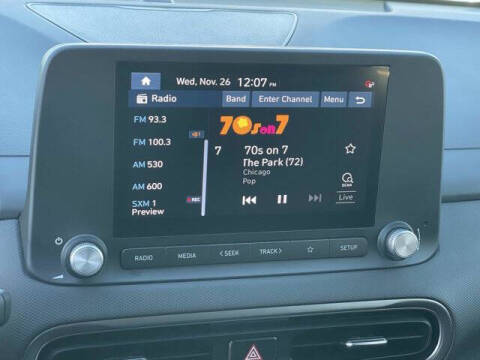 Wed, Nov. 26 12:07 PM
Radio Band Enter Channel Menu
FM 93.3
FM 100.3
AM 530
AM 600
SXM 1
Preview
REC
70s on 7
7 70s on 7
The Park (72)
Chicago
Pop
SCAN
Live
RADIO MEDIA < SEEK TRACK > SETUP